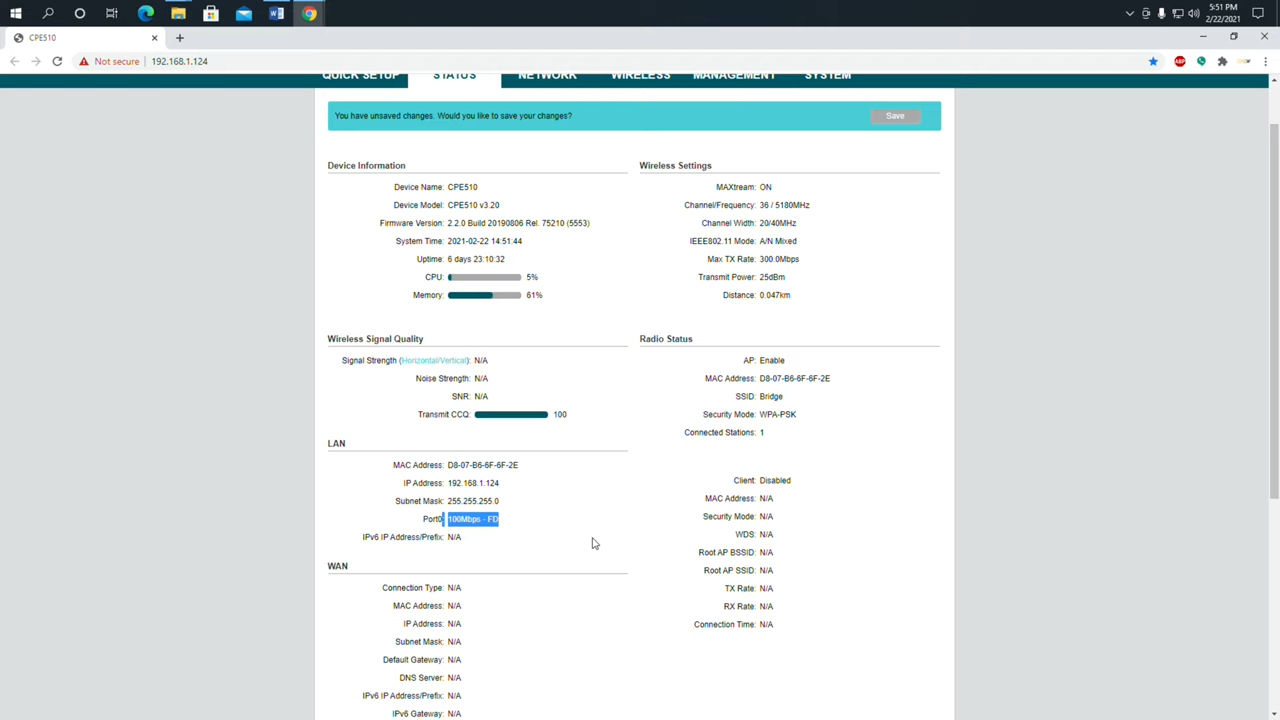 5:51 PM
2/22/2021
CPE510
Not secure 192.168.1.124
ABP
QUICK SETUP STATUS NETWORK WIRELESS MANAGEMENT SYSTEM
You have unsaved changes. Would you like to save your changes? Save
Device Information
Device Name: CPE510
Device Model: CPE510 v3.20
Firmware Version: 2.2.0 Build 20190806 Rel. 75210 (5553)
System Time: 2021-02-22 14:51:44
Uptime: 6 days 23:10:32
CPU: 5%
Memory: 61%
Wireless Settings
MAXtream: ON
Channel/Frequency: 36 / 5180MHz
Channel Width: 20/40MHz
IEEE802.11 Mode: A/N Mixed
Max TX Rate: 300.0Mbps
Transmit Power: 25dBm
Distance: 0.047km
Wireless Signal Quality
Signal Strength (Horizontal/Vertical): N/A
Noise Strength: N/A
SNR: N/A
Transmit CCQ: 100
Radio Status
AP: Enable
MAC Address: D8-07-B6-6F-6F-2E
SSID: Bridge
Security Mode: WPA-PSK
Connected Stations: 1
LAN
MAC Address: D8-07-B6-6F-6F-2E
IP Address: 192.168.1.124
Subnet Mask: 255.255.255.0
Port0: 100Mbps - FD
IPv6 IP Address/Prefix: N/A
Client: Disabled
MAC Address: N/A
Security Mode: N/A
WDS: N/A
Root AP BSSID: N/A
Root AP SSID: N/A
TX Rate: N/A
RX Rate: N/A
Connection Time: N/A
WAN
Connection Type: N/A
MAC Address: N/A
IP Address: N/A
Subnet Mask: N/A
Default Gateway: N/A
DNS Server: N/A
IPv6 IP Address/Prefix: N/A
IPv6 Gateway: N/A